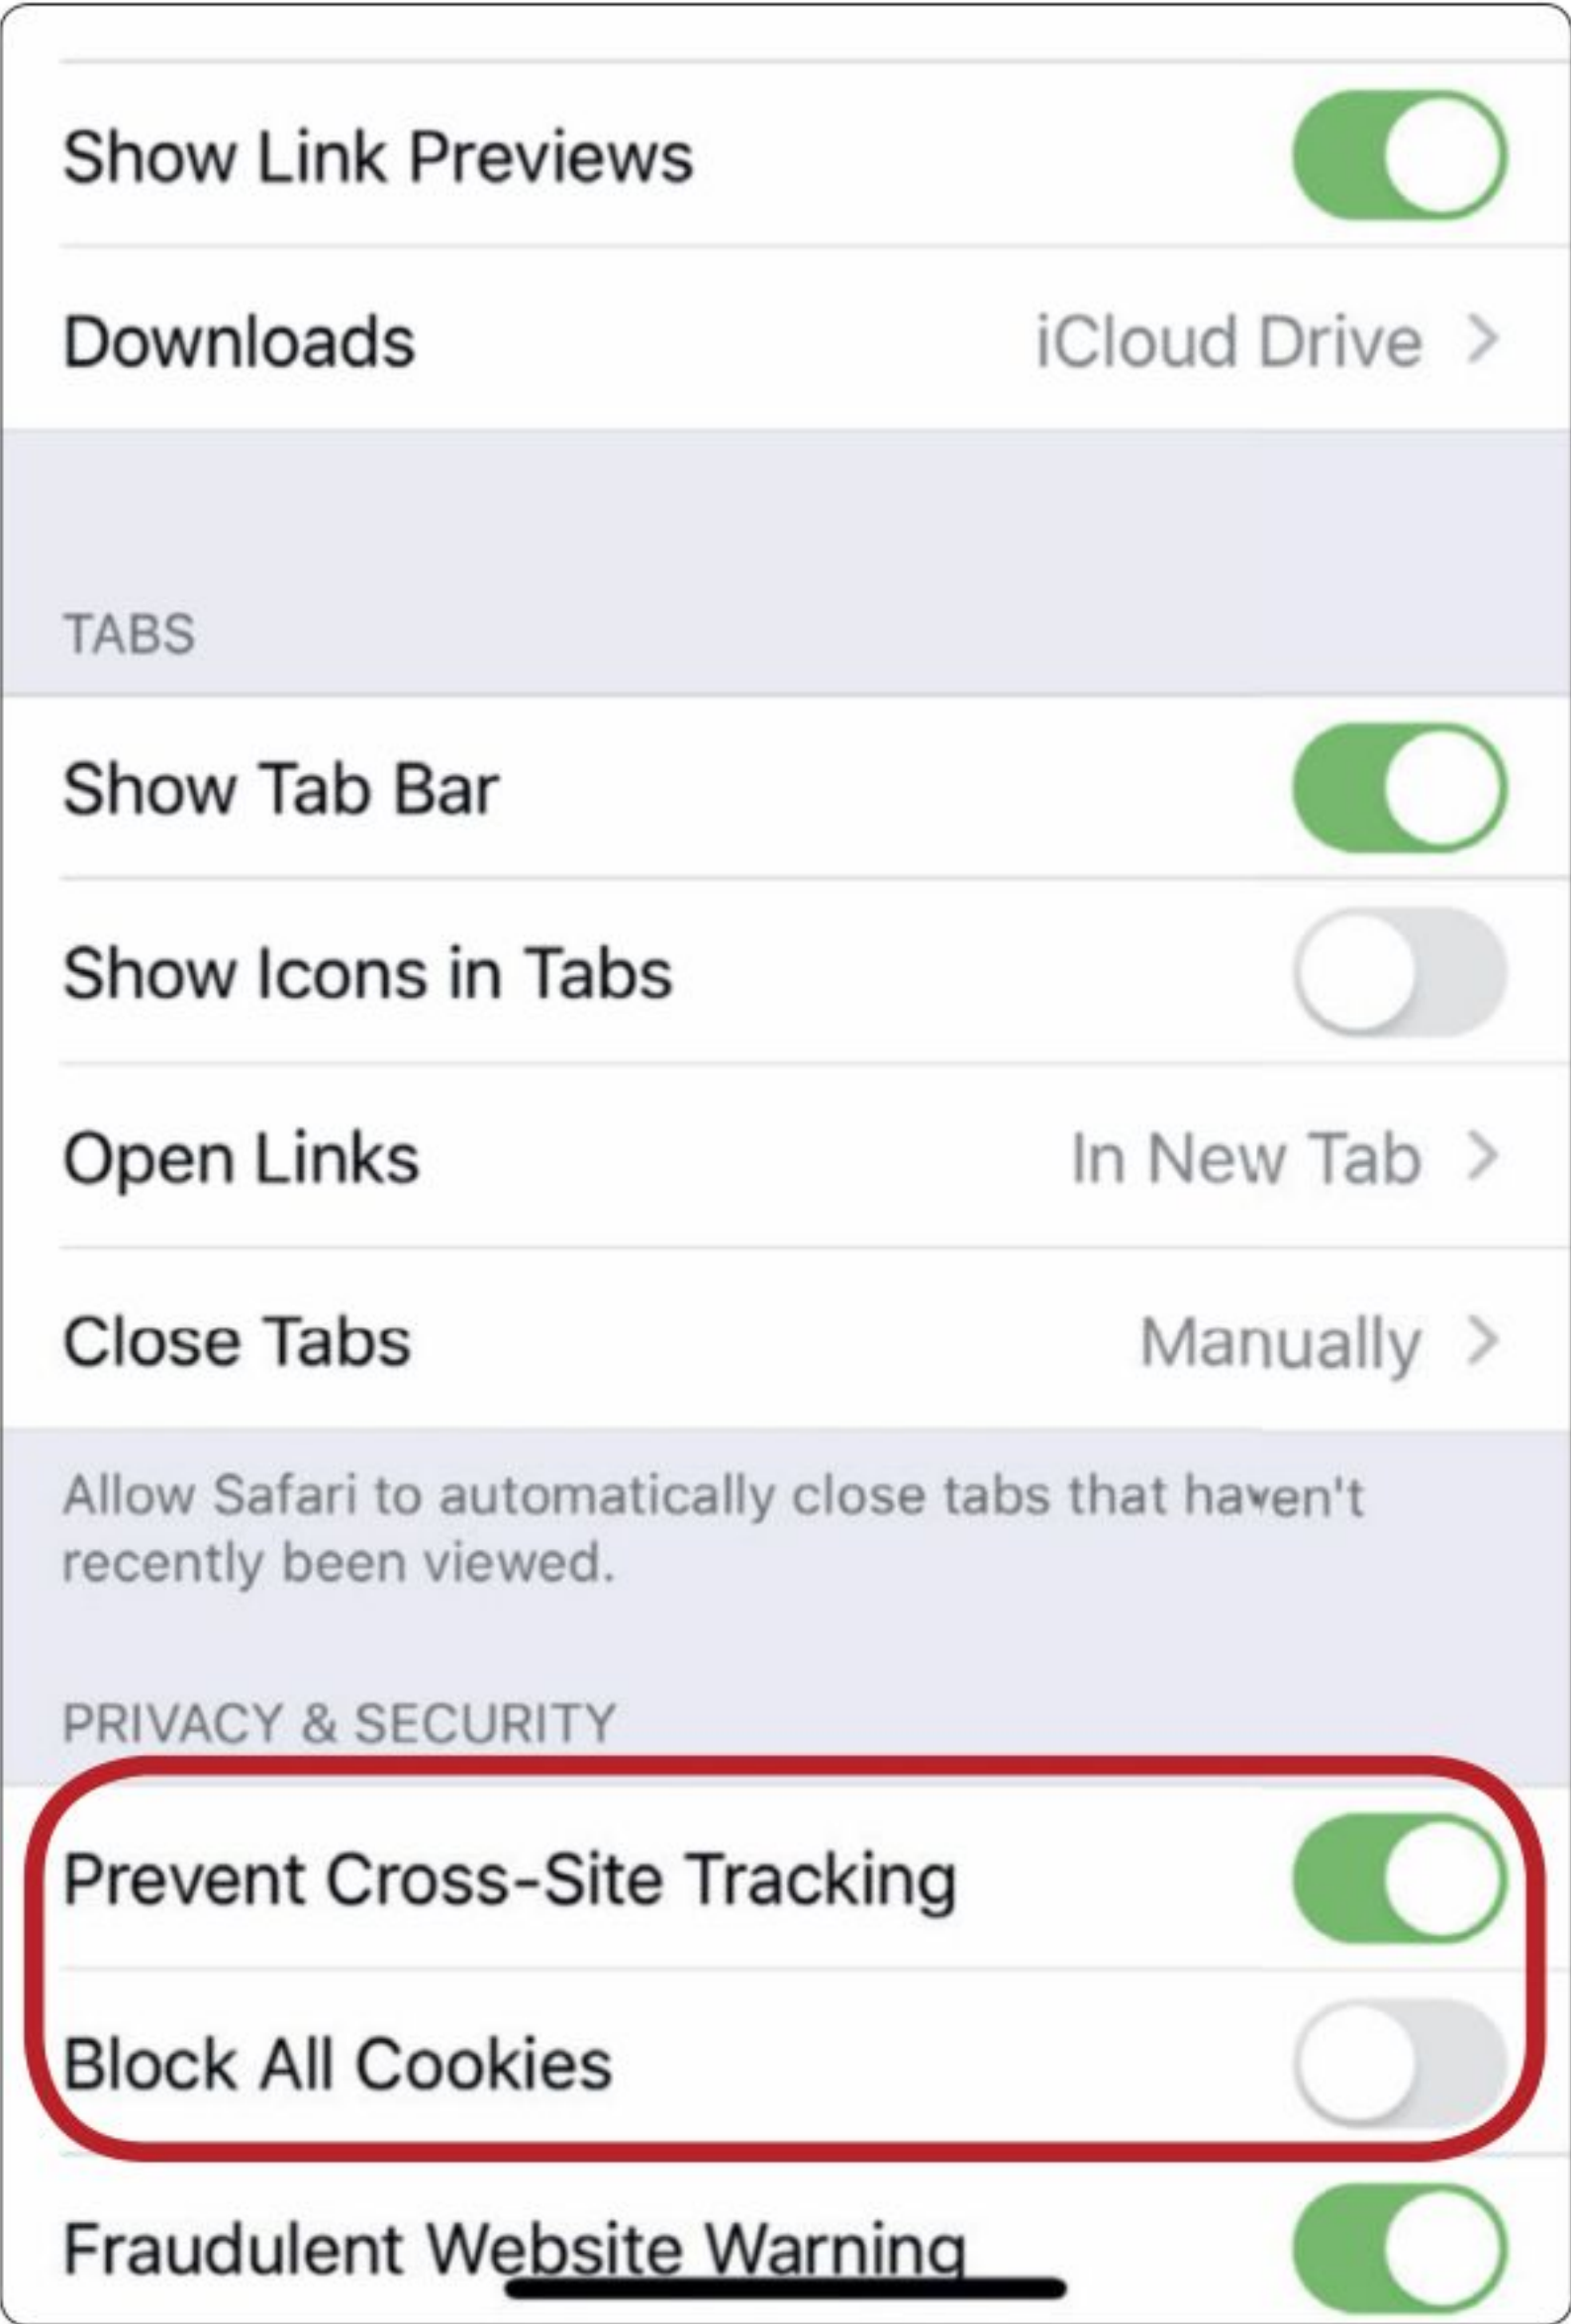 Show Link Previews
Downloads iCloud Drive
TABS
Show Tab Bar
Show Icons in Tabs
Open Links In New Tab
Close Tabs Manually
Allow Safari to automatically close tabs that haven't
recently been viewed.
PRIVACY & SECURITY
Prevent Cross-Site Tracking
Block All Cookies
Fraudulent Website Warning